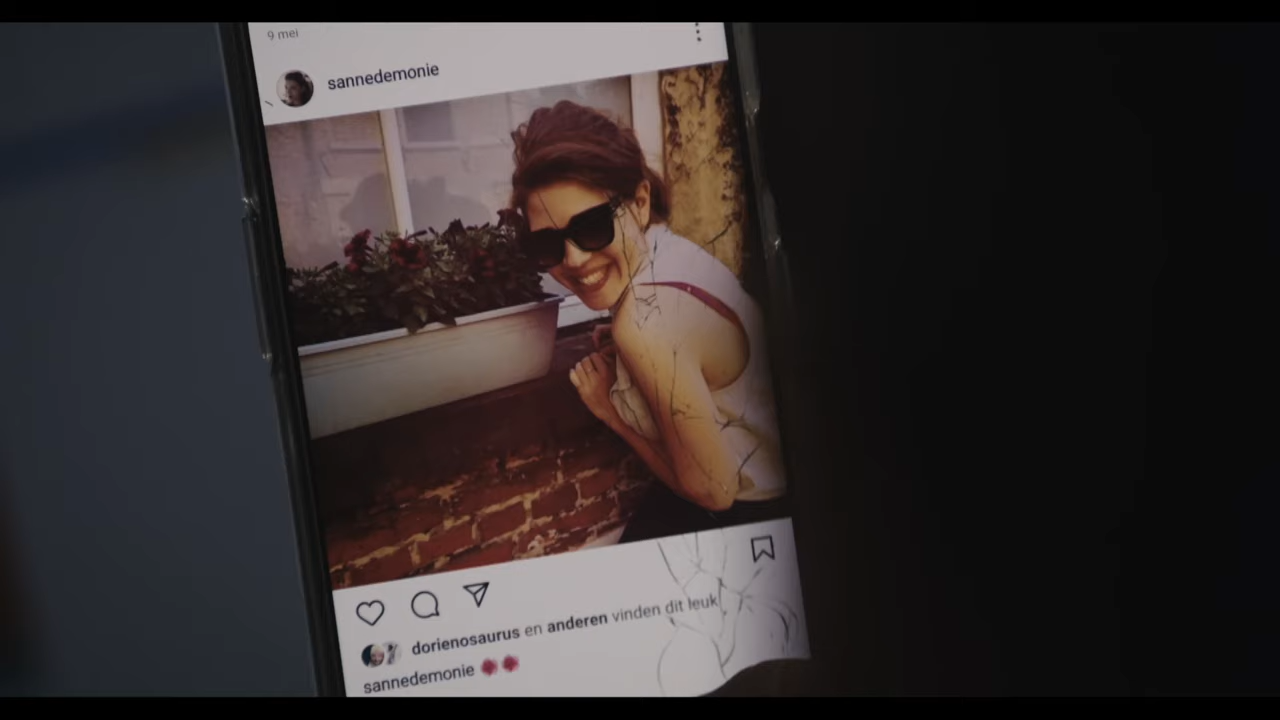 9 mei
sannedemonie
dorienosaurus en anderen vinden dit leuk
sannedemonie